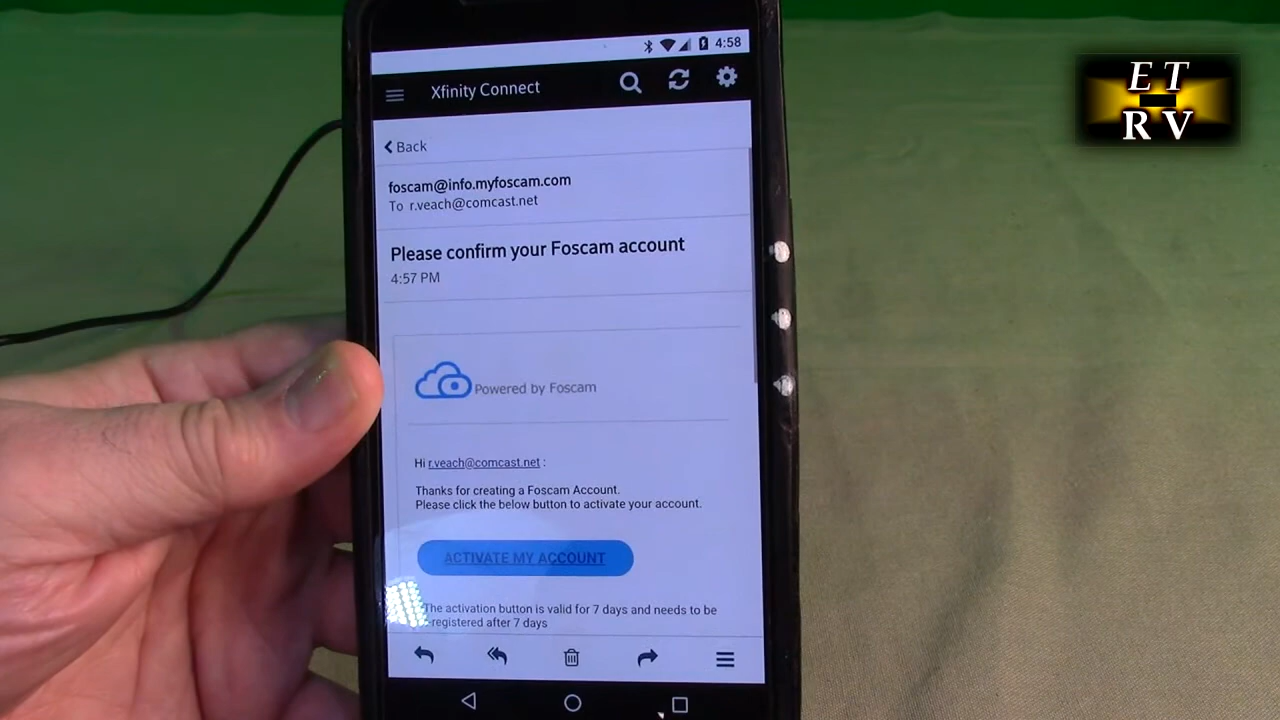 4:58
Xfinity Connect
Back
foscam@info.myfoscam.com
To r.veach@comcast.net
Please confirm your Foscam account
4:57 PM
Powered by Foscam
Hi r.veach@comcast.net :
Thanks for creating a Foscam Account.
Please click the below button to activate your account.
ACTIVATE MY ACCOUNT
The activation button is valid for 7 days and needs to be
registered after 7 days
E T
R V